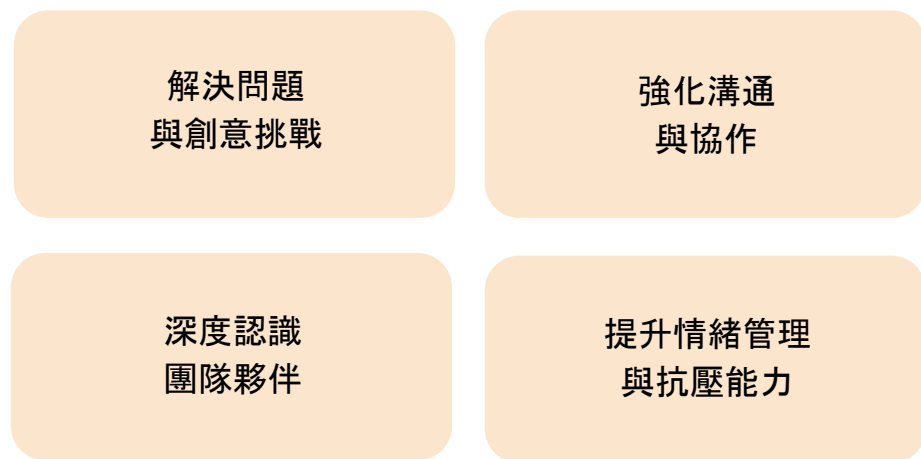 解決問題
與創意挑戰
強化溝通
與協作
深度認識
團隊夥伴
提升情緒管理
與抗壓能力